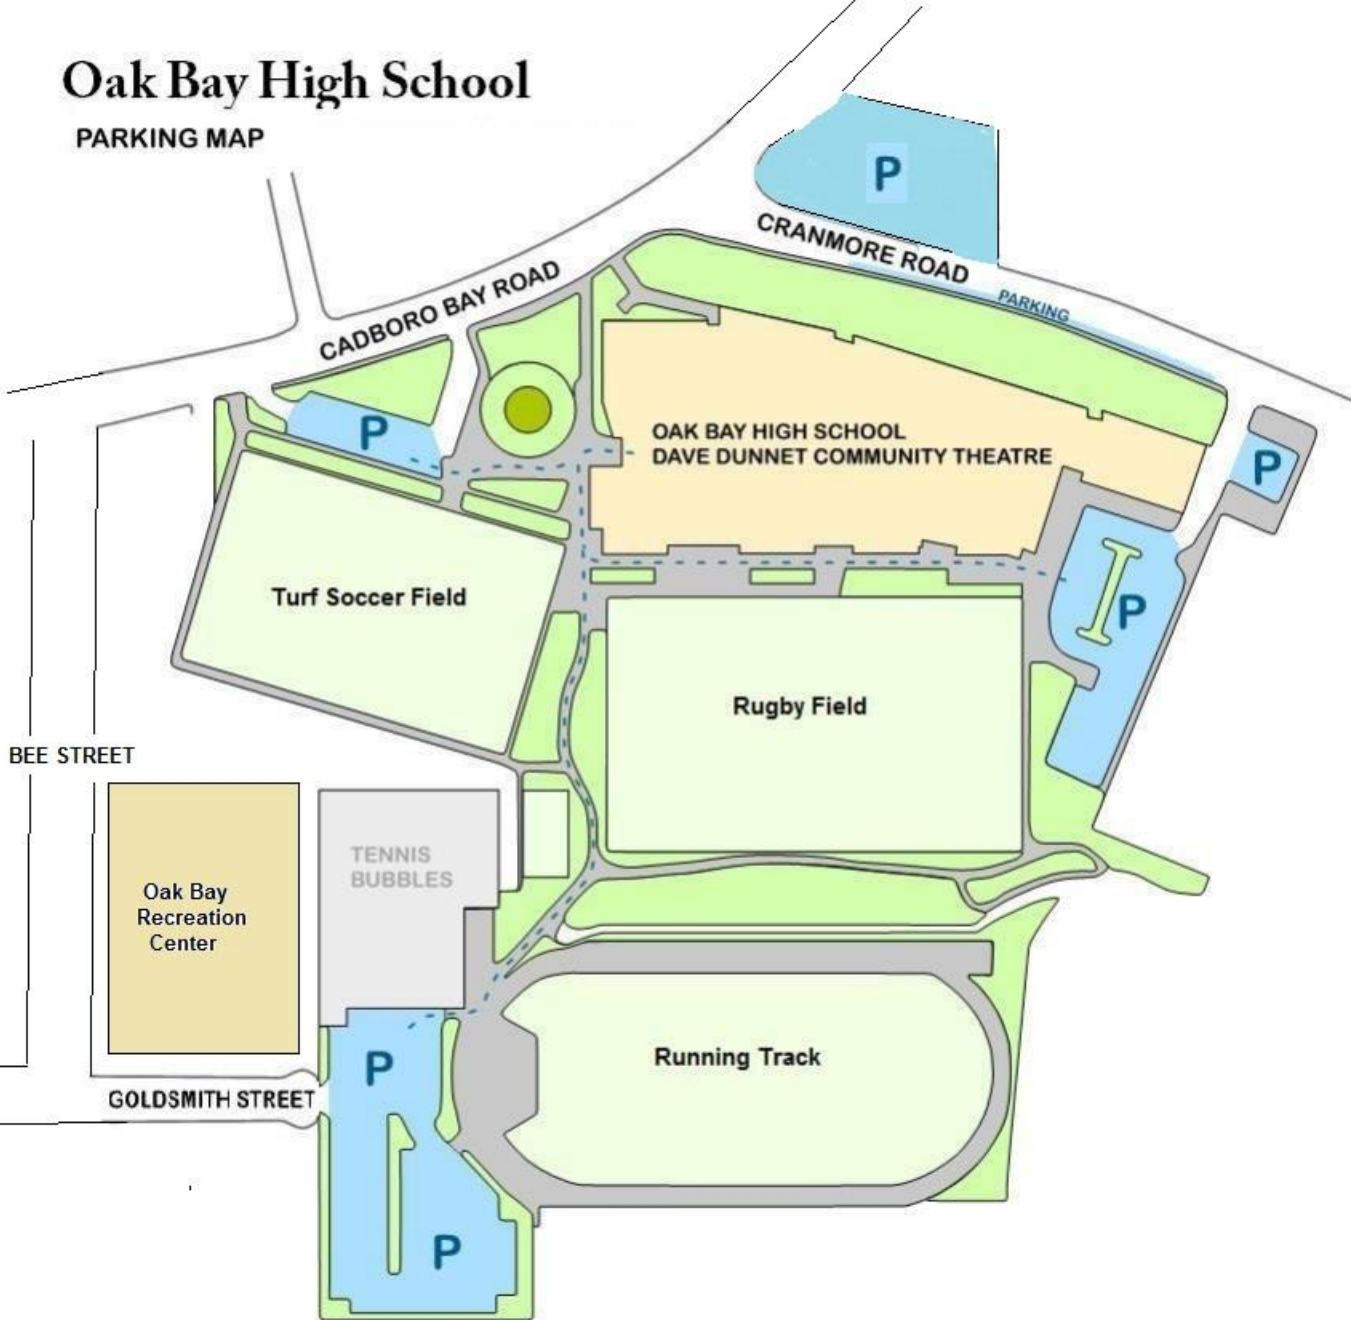 Oak Bay High School
PARKING MAP
P
CRANMORE ROAD
PARKING
CADBORO BAY ROAD
P
OAK BAY HIGH SCHOOL
DAVE DUNNET COMMUNITY THEATRE
P
Turf Soccer Field
P
Rugby Field
BEE STREET
TENNIS
BUBBLES
Oak Bay
Recreation
Center
Running Track
P
GOLDSMITH STREET
P